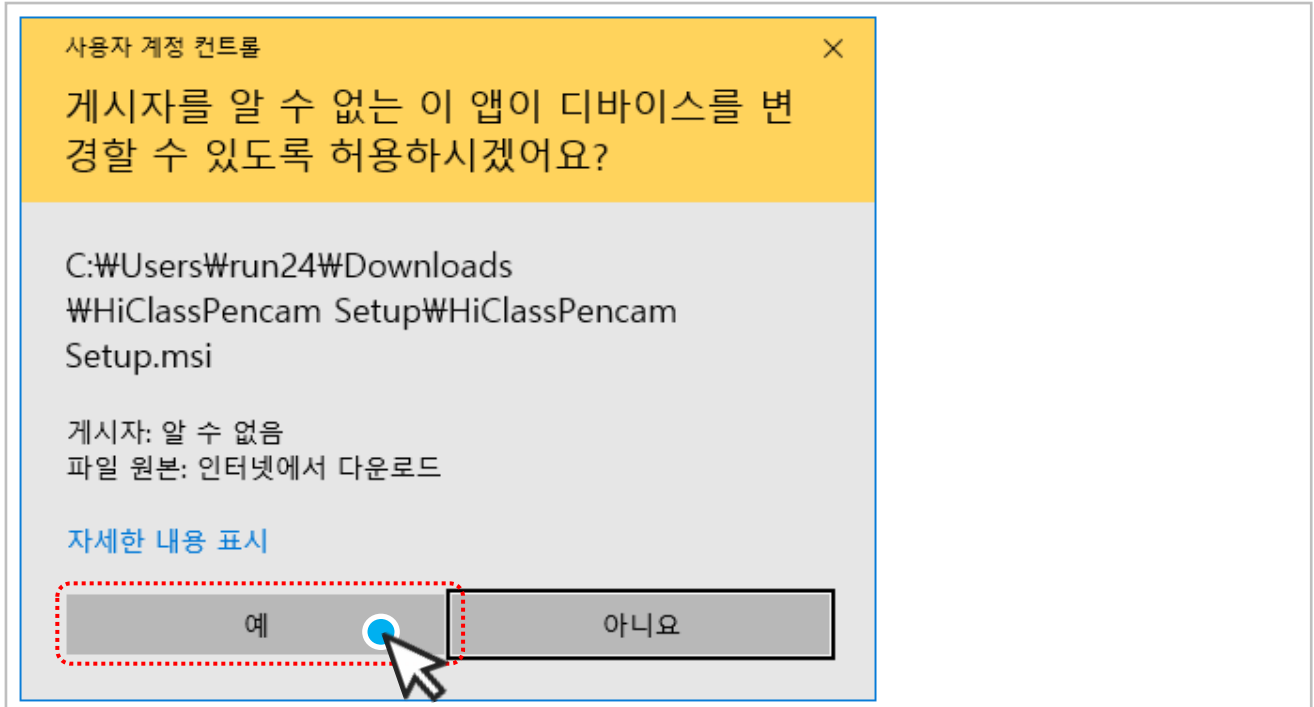 사용자 계정 컨트롤
게시자를 알 수 없는 이 앱이 디바이스를 변
경할 수 있도록 허용하시겠어요?
C:₩Users₩run24₩Downloads
₩HiClassPencam Setup₩HiClassPencam
Setup.msi
게시자: 알 수 없음
파일 원본: 인터넷에서 다운로드
자세한 내용 표시
예
아니요